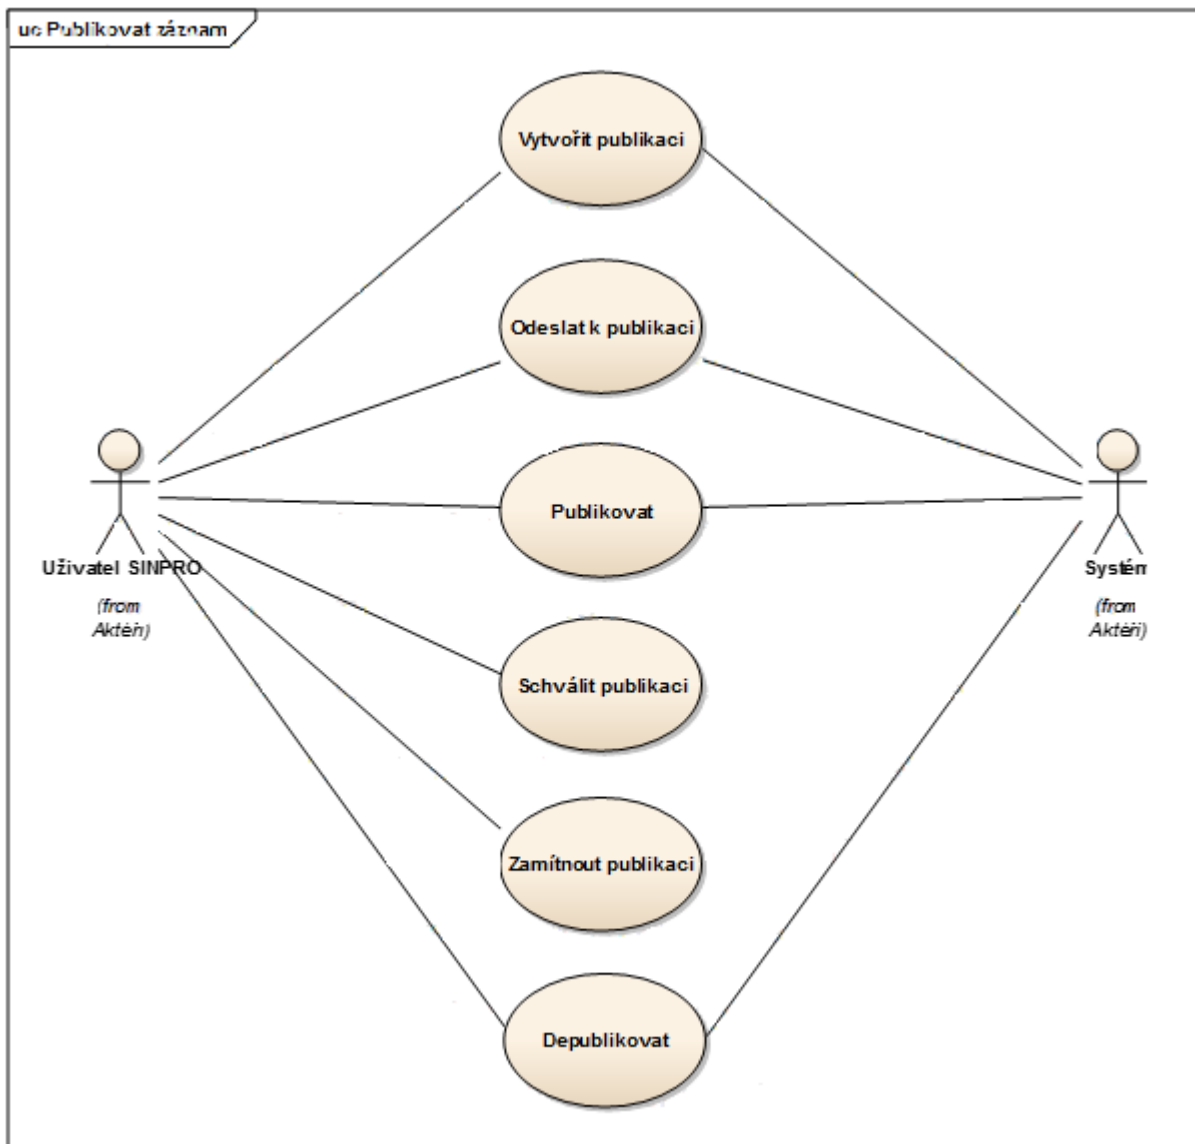 uc Publikovat záznam
Vytvořit publikaci
Odeslat k publikaci
Publikovat
Uživatel SINPRO
(from
Aktéři)
Systém
(from
Aktéři)
Schválit publikaci
Zamítnout publikaci
Depublikovat